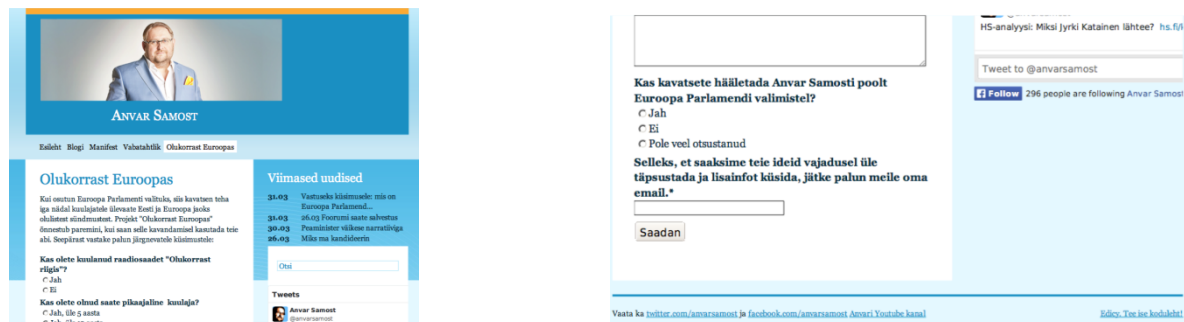 Anvar Samost
Esileht Blogi Manifest Vabatahtlik Olukorrast Euroopas
Olukorrast Euroopas
Kui osutun Euroopa Parlamenti valituks, siis kavatsen teha
iga nädal kuulajatele ülevaate Eesti ja Euroopa jaoks
olulistest sündmustest. Projekt "Olukorrast Euroopas"
õnnestub paremini, kui saan selle kavandamisel kasutada teie
abi. Seepärast vastake palun järgnevatele küsimustele:
Kas olete kuulanud raadiosaadet "Olukorrast
riigis"?
Jah
Ei
Kas olete olnud saate pikaajaline kuulaja?
Jah, üle 5 aasta
Viimased uudised
31.03 Vastuseks küsimusele: mis on
Euroopa Parlamend...
31.03 26.03 Foorumi saate salvestus
30.03 Peaminister väikese narratiiviga
26.03 Miks ma kandideerin
Otsi
Tweets
Anvar Samost
@anvarsamost
Kas kavatsete hääletada Anvar Samosti poolt
Euroopa Parlamendi valimistel?
Jah
Ei
Pole veel otsustanud
Selleks, et saaksime teie ideid vajadusel üle
täpsustada ja lisainfot küsida, jätke palun meile oma
email.*
Saadan
HS-analyysi: Miksi Jyrki Katainen lähtee? hs.fi/
Tweet to @anvarsamost
Follow 296 people are following Anvar Samost
Vaata ka twitter.com/anvarsamost ja facebook.com/anvarsamost Anvari Youtube kanal
Edicy. Tee ise koduleht!